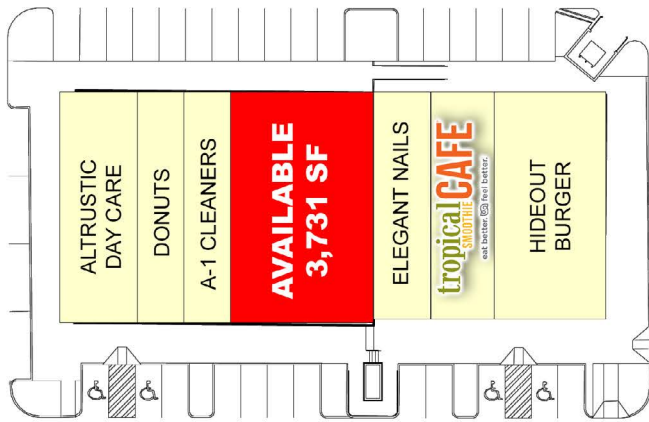 ALTRUSTIC
DAY CARE
DONUTS
A-1 CLEANERS
AVAILABLE
3,731 SF
ELEGANT NAILS
tropical
SMOOTHIE
CAFE
eat better. feel better.
HIDEOUT
BURGER